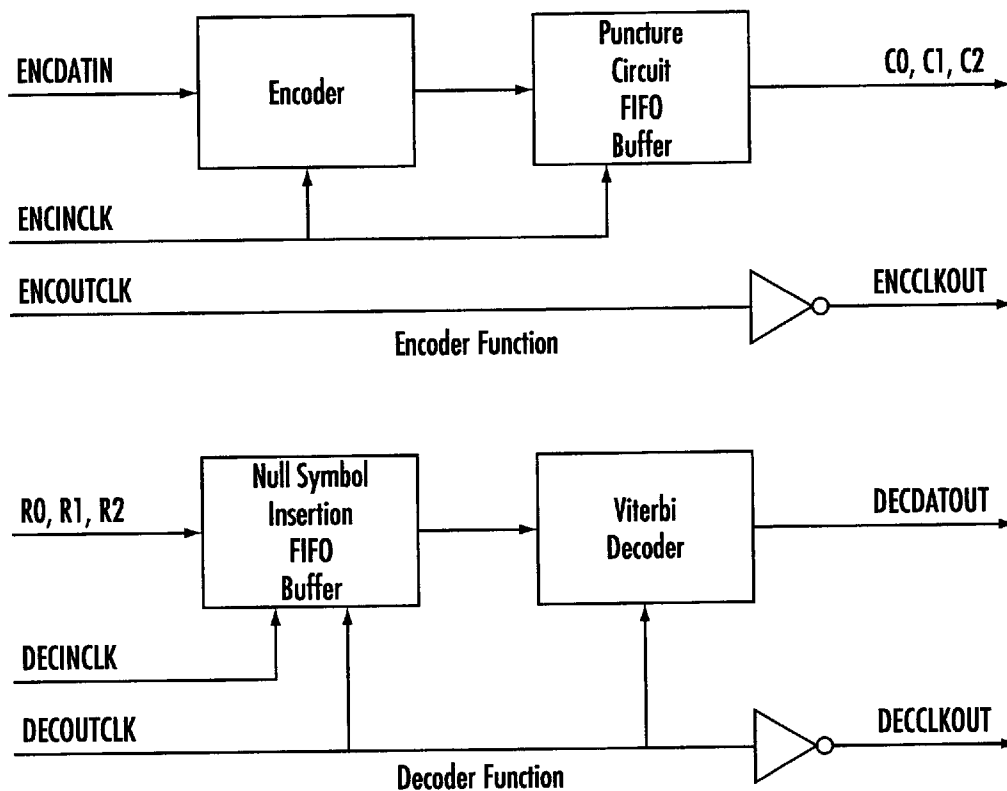 ENCDATIN
Encoder
Puncture
Circuit
FIFO
Buffer
C0, C1, C2
ENCINCLK
ENCOUTCLK
ENCCLKOUT
Encoder Function
R0, R1, R2
Null Symbol
Insertion
FIFO
Buffer
Viterbi
Decoder
DECDATOUT
DECINCLK
DECOUTCLK
DECCLKOUT
Decoder Function